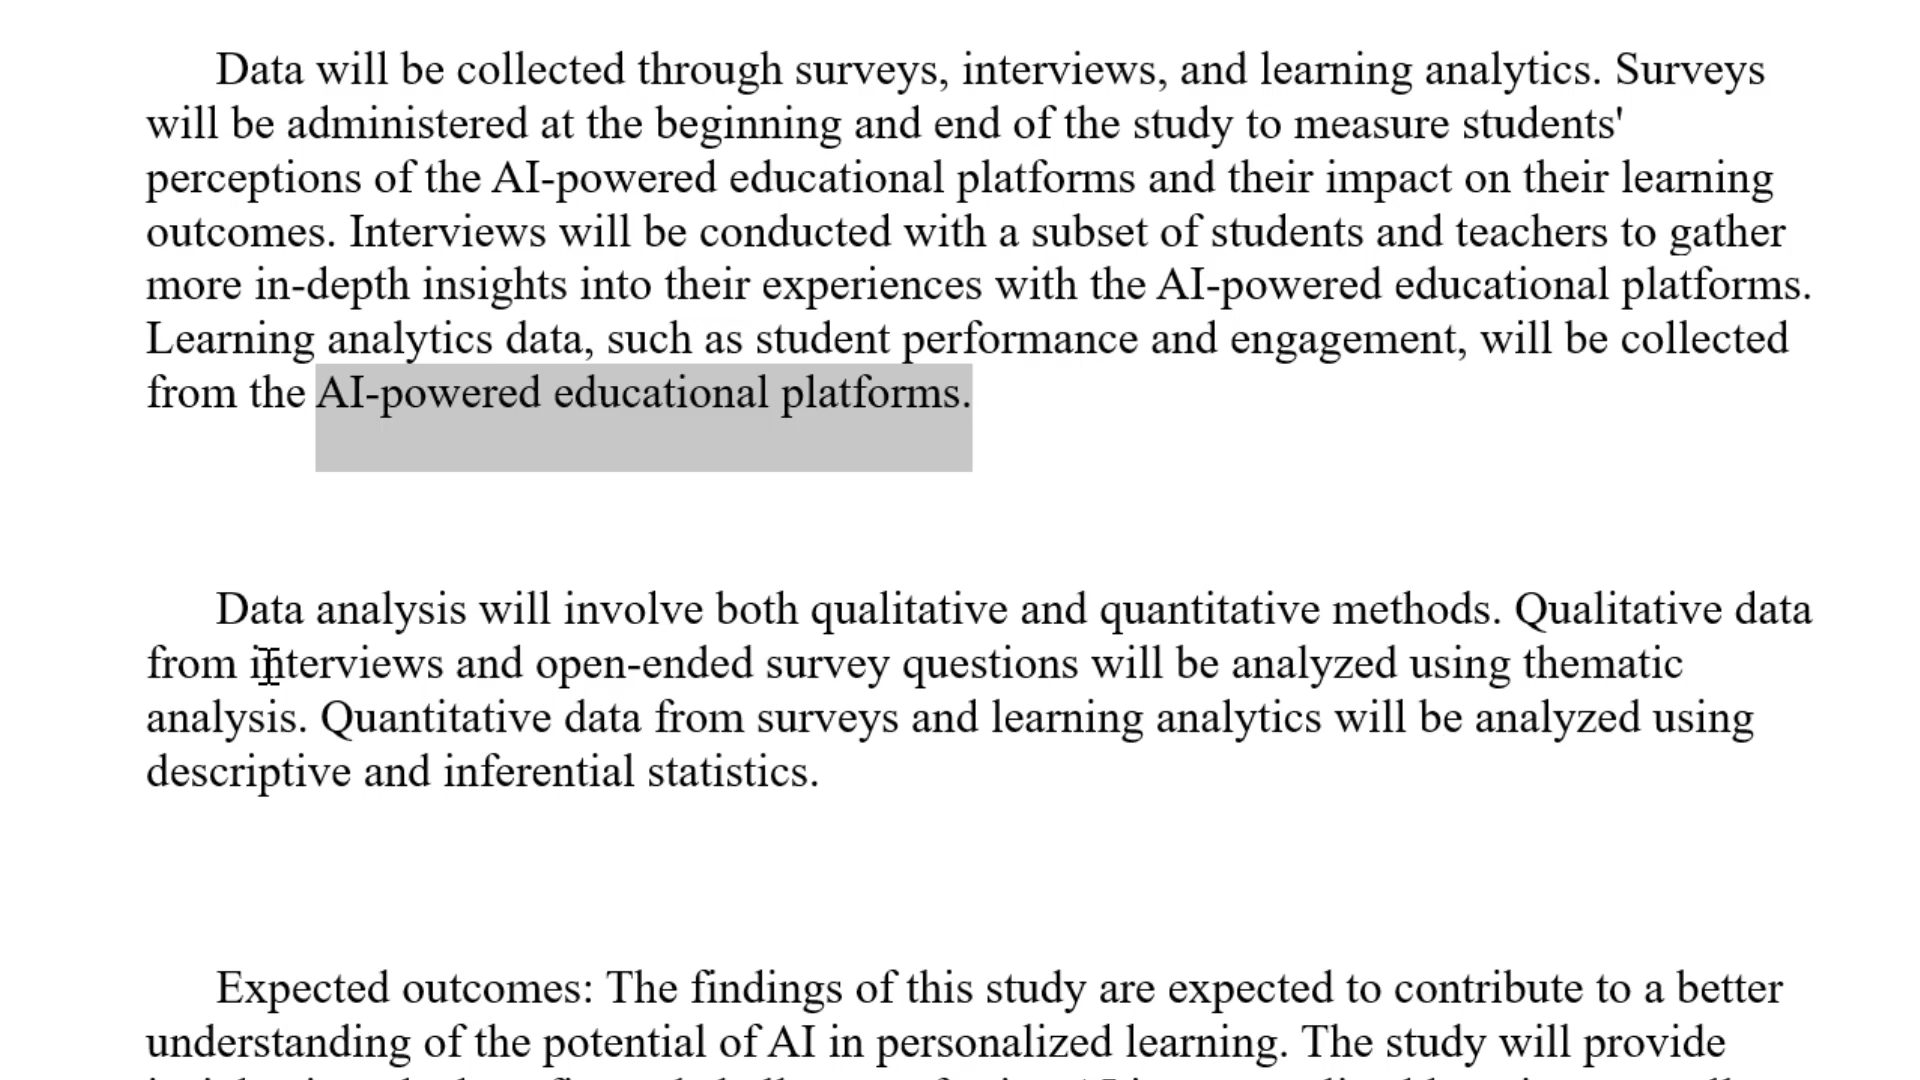 Data will be collected through surveys, interviews, and learning analytics. Surveys
will be administered at the beginning and end of the study to measure students'
perceptions of the AI-powered educational platforms and their impact on their learning
outcomes. Interviews will be conducted with a subset of students and teachers to gather
more in-depth insights into their experiences with the AI-powered educational platforms.
Learning analytics data, such as student performance and engagement, will be collected
from the AI-powered educational platforms.
Data analysis will involve both qualitative and quantitative methods. Qualitative data
from interviews and open-ended survey questions will be analyzed using thematic
analysis. Quantitative data from surveys and learning analytics will be analyzed using
descriptive and inferential statistics.
Expected outcomes: The findings of this study are expected to contribute to a better
understanding of the potential of AI in personalized learning. The study will provide